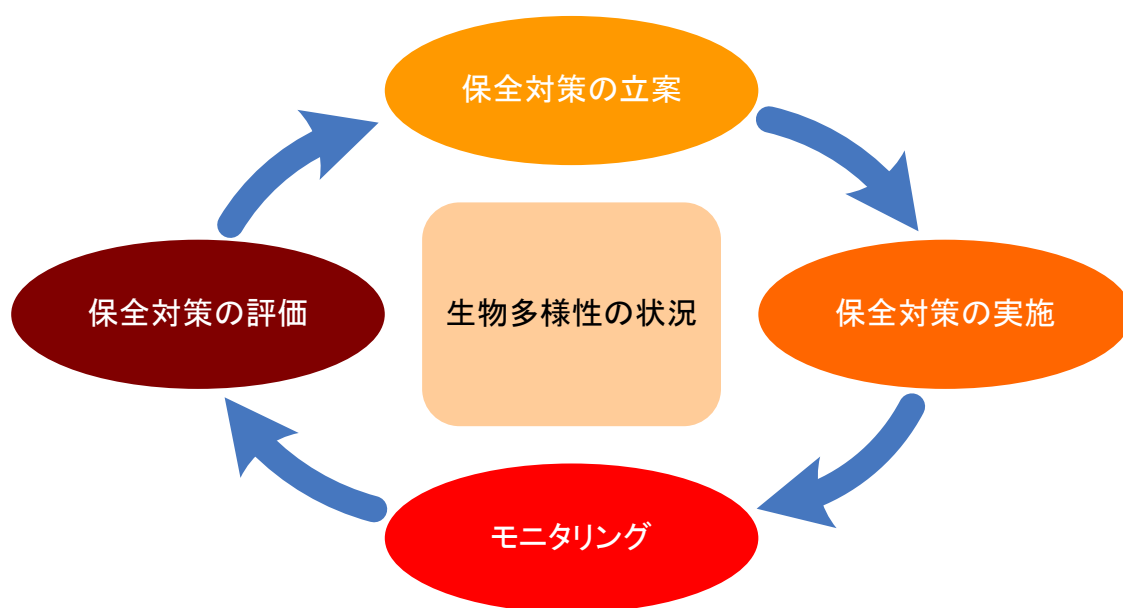 保全対策の立案
保全対策の評価
生物多様性の状況
保全対策の実施
モニタリング